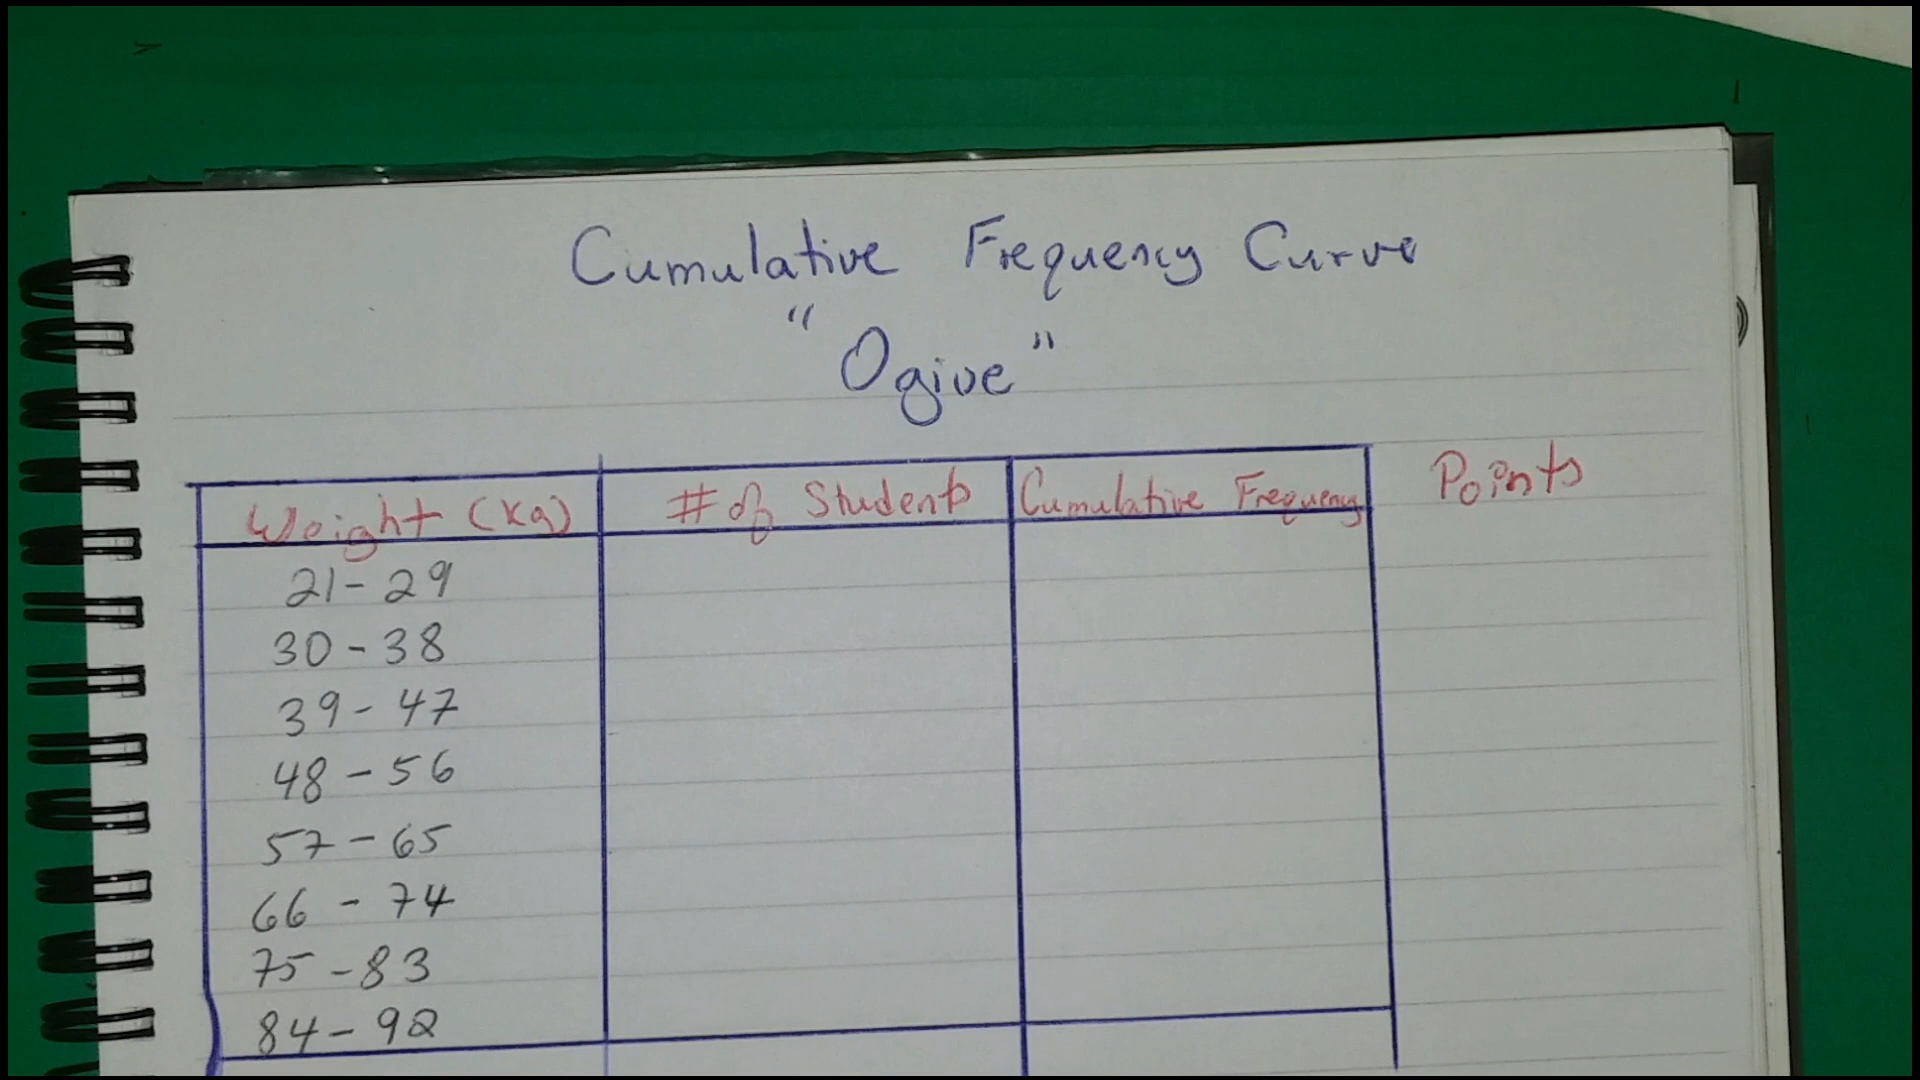 Cumulative Frequency Curve
"Ogive"
Weight (Kg) # of Students Cumulative Frequency Points
21-29
30-38
39-47
48-56
57-65
66-74
75-83
84-92